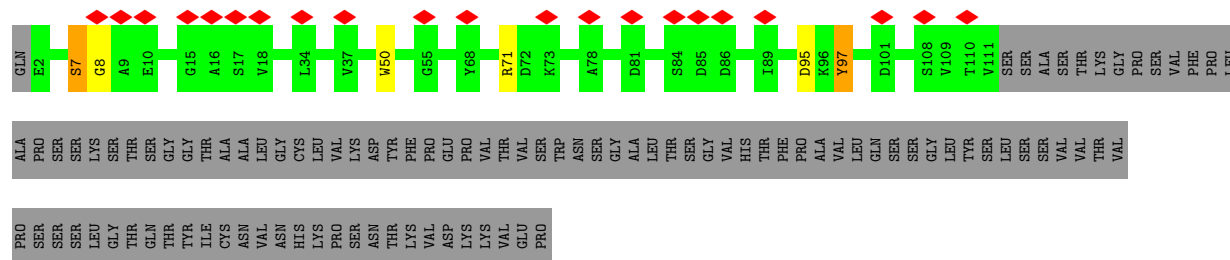 GLN E2 S7 G8 A9 E10 G15 A16 S17 V18 L34 V37 W50 G55 Y68 R71 D72 K73 A78 D81 S84 D85 D86 I89 D95 K96 Y97 D101 S108 V109 T110 V111 SER SER ALA SER THR LYS GLY PRO SER VAL PHE PRO LEU
ALA PRO SER SER LYS SER THR SER GLY GLY THR ALA ALA LEU GLY CYS LEU VAL LYS ASP TYR PHE PRO GLU PRO VAL THR VAL SER TRP ASN SER GLY ALA LEU THR SER GLY VAL HIS THR PHE PRO ALA VAL LEU GLN SER SER GLY LEU TYR SER LEU SER SER VAL VAL THR VAL
PRO SER SER SER LEU GLY THR GLN THR TYR ILE CYS ASN VAL ASN HIS LYS PRO SER ASN THR LYS VAL ASP LYS LYS VAL GLU PRO